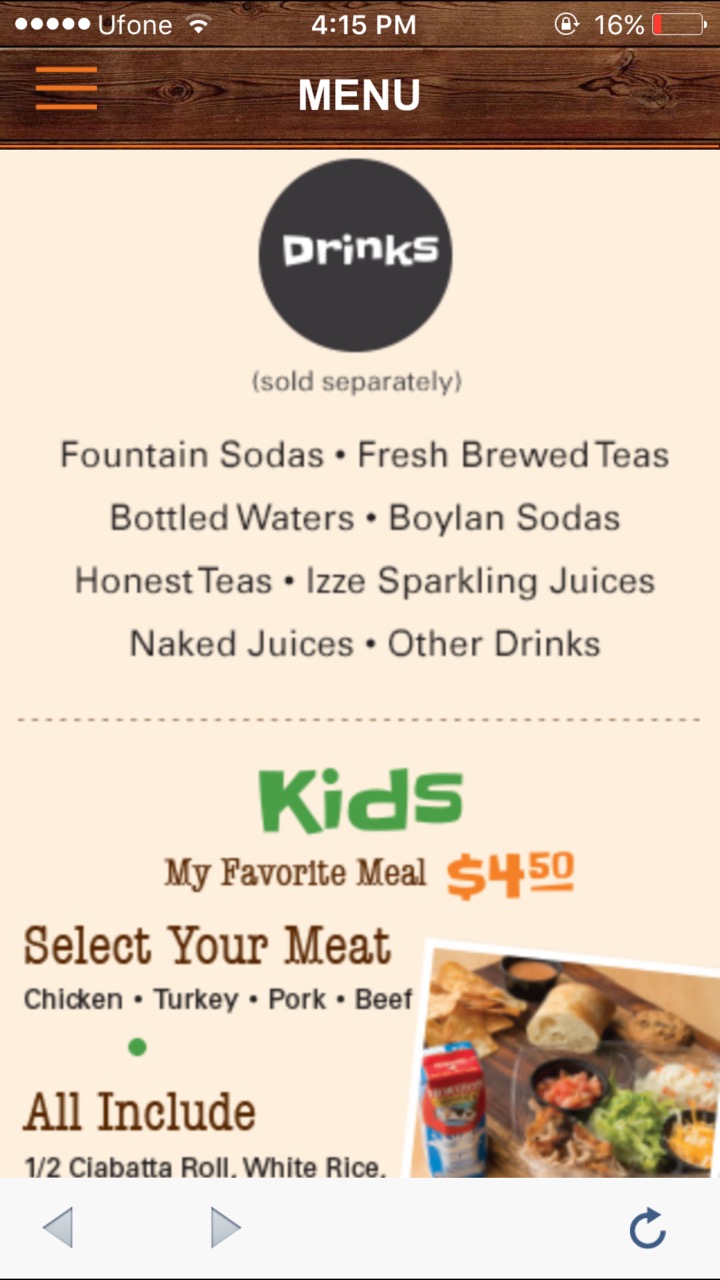 Ufone 4:15 PM 16%
MENU
Drinks
(sold separately)
Fountain Sodas • Fresh Brewed Teas
Bottled Waters • Boylan Sodas
Honest Teas • Izze Sparkling Juices
Naked Juices • Other Drinks
Kids
My Favorite Meal $4.50
Select Your Meat
Chicken • Turkey • Pork • Beef
All Include
1/2 Ciabatta Roll, White Rice,